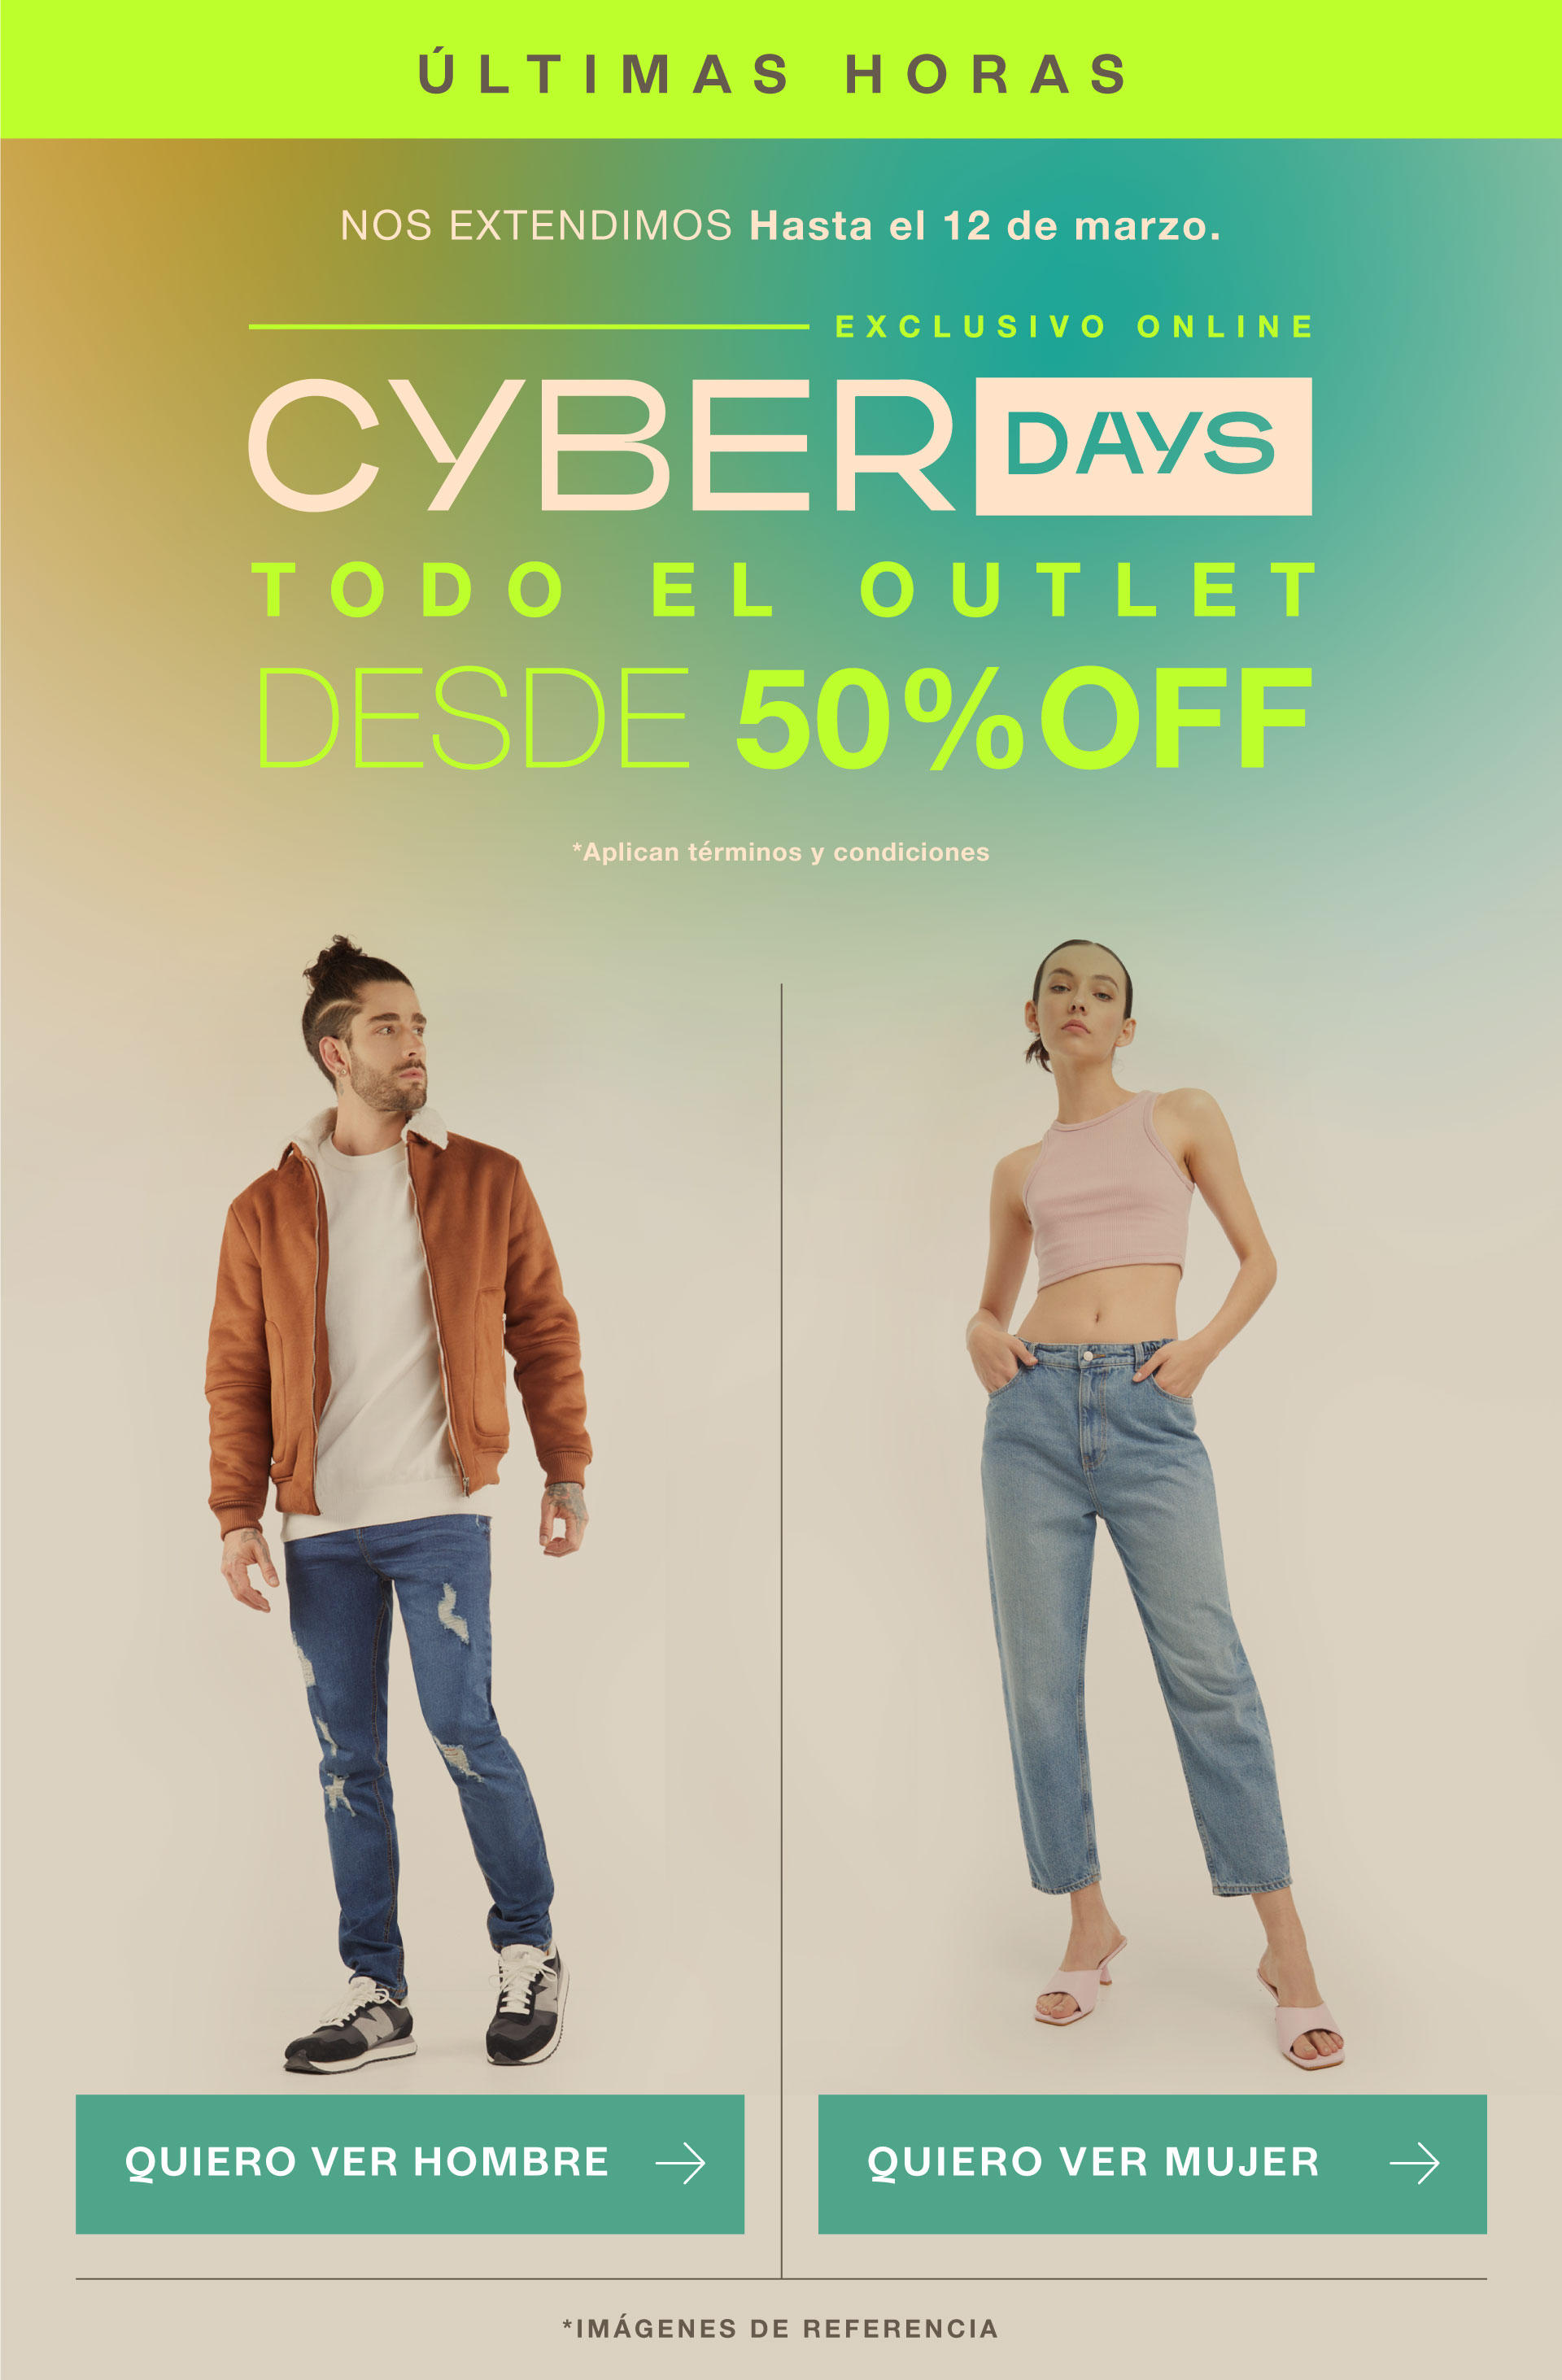 ÚLTIMAS HORAS
NOS EXTENDIMOS Hasta el 12 de marzo.
EXCLUSIVO ONLINE
CYBER DAYS
TODO EL OUTLET
DESDE 50%OFF
*Aplican términos y condiciones
QUIERO VER HOMBRE
QUIERO VER MUJER
*IMÁGENES DE REFERENCIA